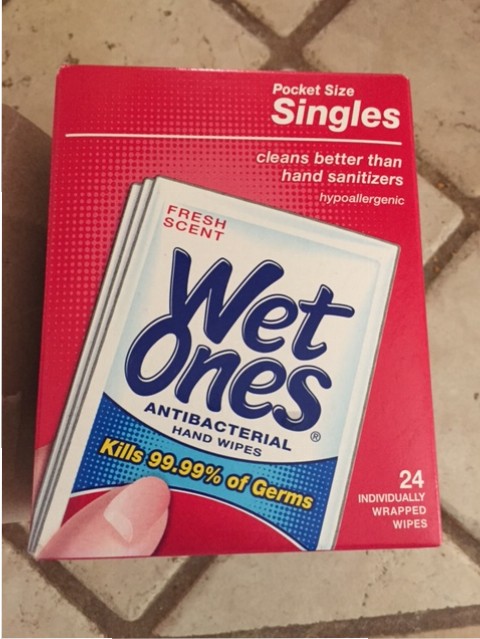 Pocket Size
Singles
cleans better than
hand sanitizers
hypoallergenic
FRESH
SCENT
Wet
Ones®
ANTIBACTERIAL
HAND WIPES
Kills 99.99% of Germs
24
INDIVIDUALLY
WRAPPED
WIPES